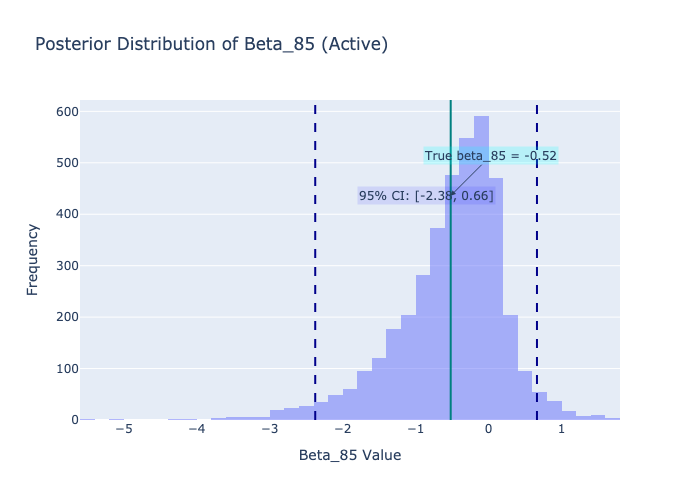 Posterior Distribution of Beta_85 (Active)
600
500
400
300
200
100
0
Frequency
True beta_85 = -0.52
95% CI: [-2.38, 0.66]
−5
−4
−3
−2
−1
0
1
Beta_85 Value